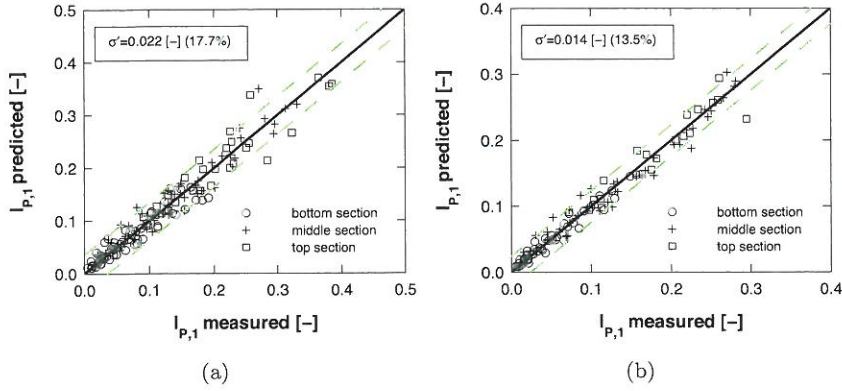 σ'=0.022 [−] (17.7%)
I_P,1 predicted [−]
0.5
0.4
0.3
0.2
0.1
0.0
bottom section
middle section
top section
0.0 0.1 0.2 0.3 0.4 0.5
I_P,1 measured [−]
(a)
σ'=0.014 [−] (13.5%)
I_P,1 predicted [−]
0.4
0.3
0.2
0.1
0.0
bottom section
middle section
top section
0.0 0.1 0.2 0.3 0.4
I_P,1 measured [−]
(b)